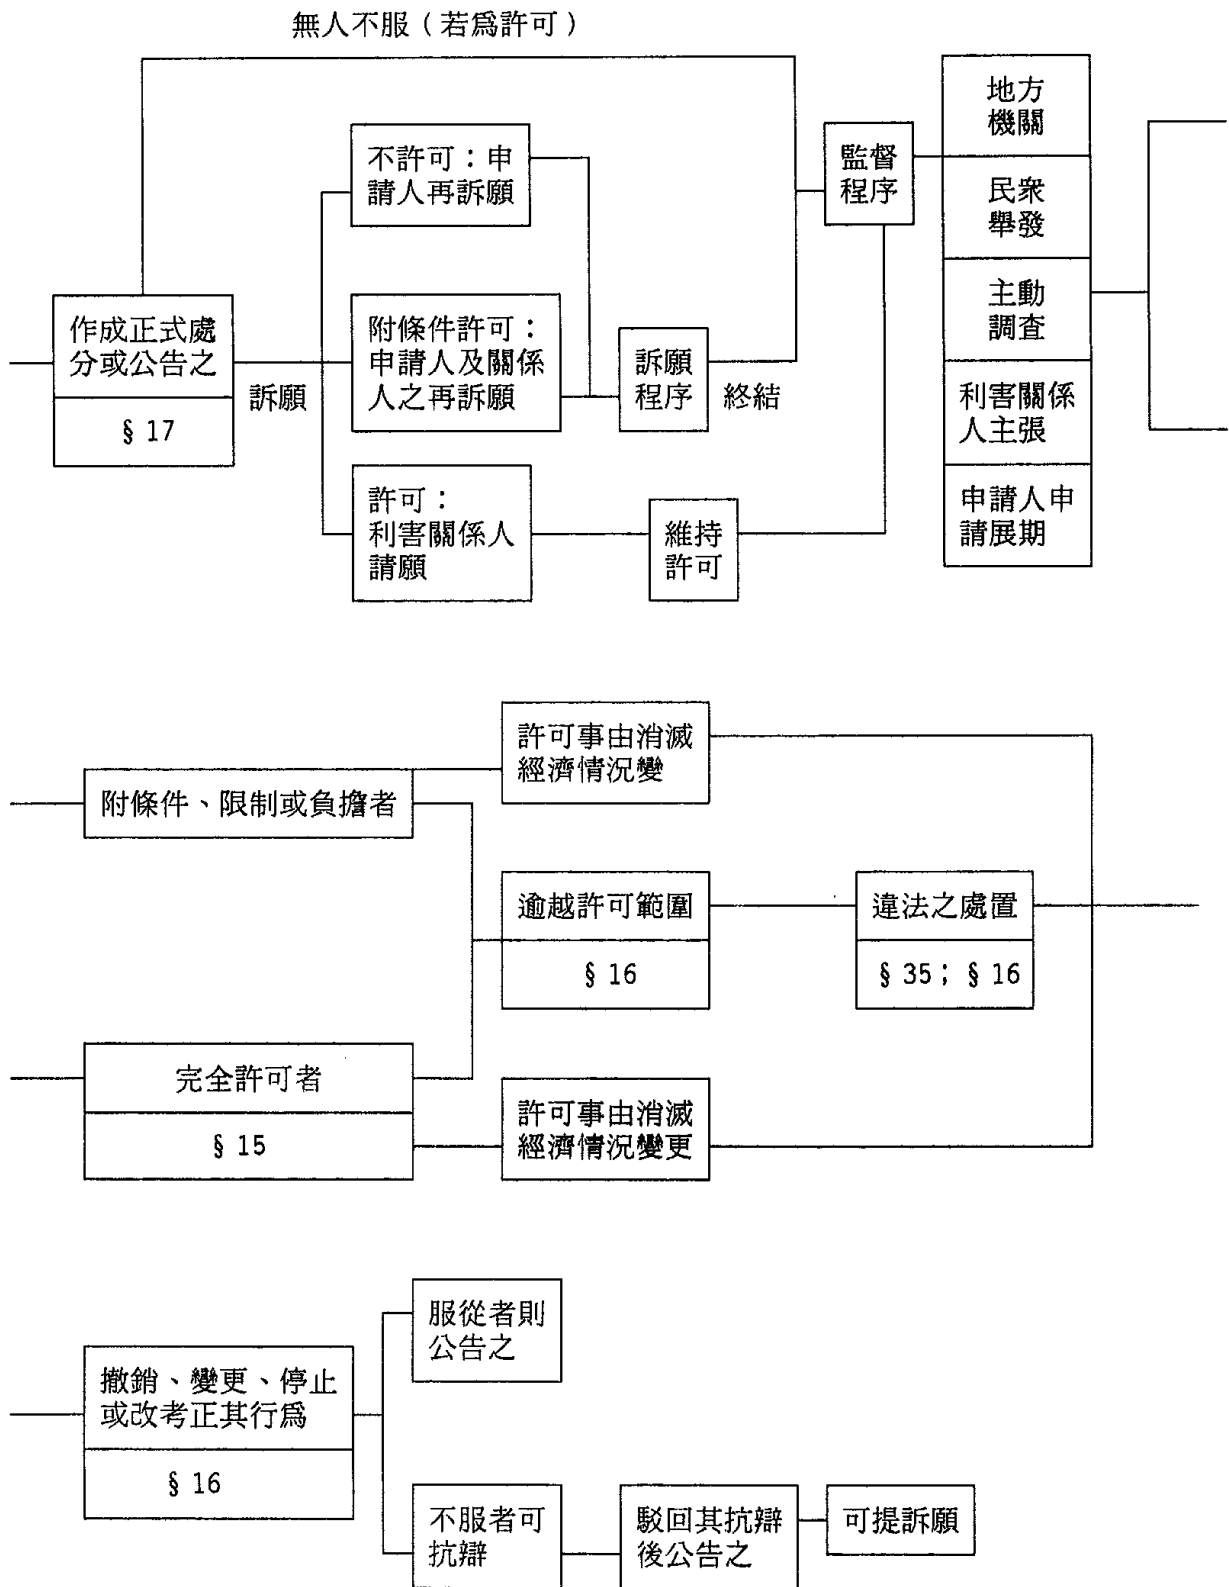 無人不服（若爲許可）
作成正式處
分或公告之
§ 17
訴願
不許可：申
請人再訴願
附條件許可：
申請人及關係
人之再訴願
許可：
利害關係人
請願
訴願
程序
終結
維持
許可
監督
程序
地方
機關
民衆
舉發
主動
調查
利害關係
人主張
申請人申
請展期
附條件、限制或負擔者
完全許可者
§ 15
許可事由消滅
經濟情況變
逾越許可範圍
§ 16
許可事由消滅
經濟情況變更
違法之處置
§ 35；§ 16
撤銷、變更、停止
或改考正其行爲
§ 16
服從者則
公告之
不服者可
抗辯
駁回其抗辯
後公告之
可提訴願